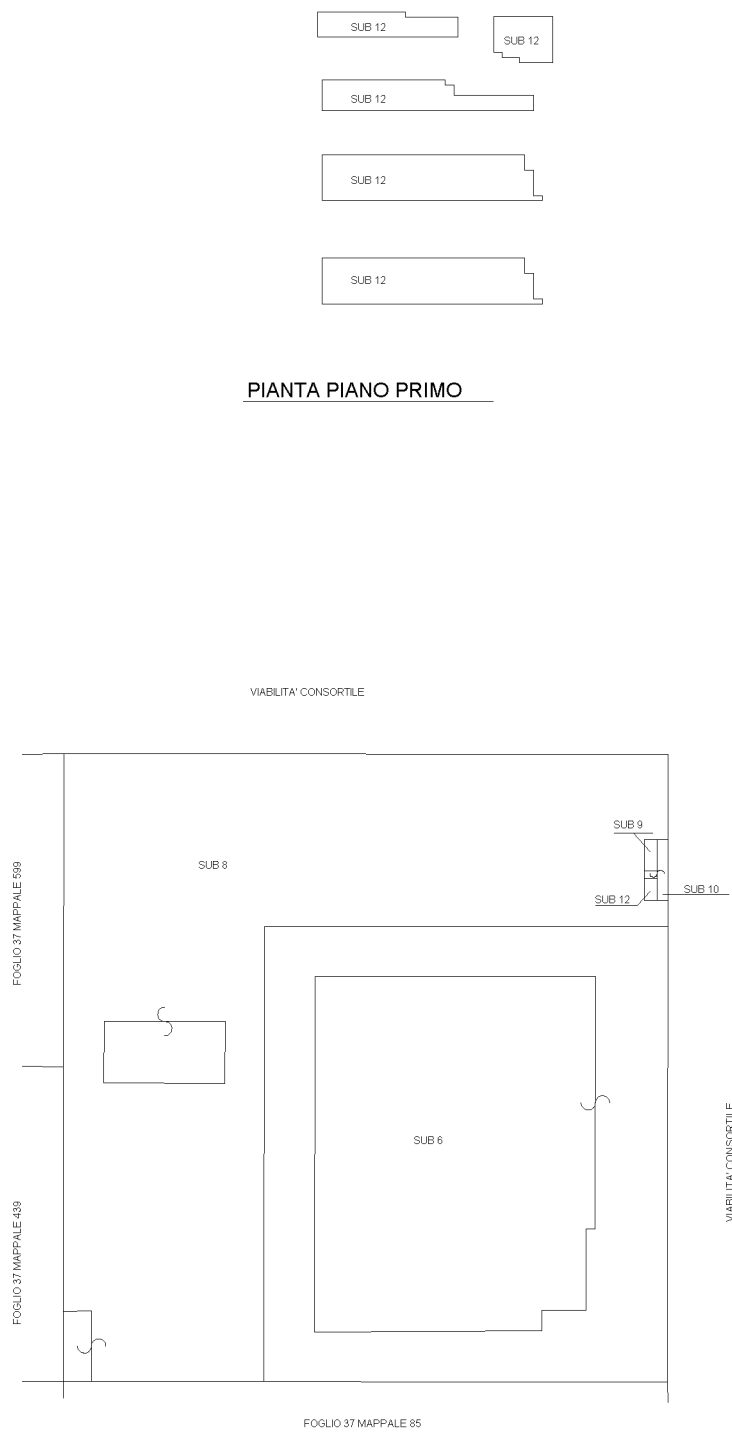 SUB 12
SUB 12
SUB 12
SUB 12
SUB 12
PIANTA PIANO PRIMO
VIABILITA' CONSORTILE
SUB 9
SUB 8
FOGLIO 37 MAPPALE 599
SUB 10
SUB 12
SUB 6
VIABILITA' CONSORTILE
FOGLIO 37 MAPPALE 439
FOGLIO 37 MAPPALE 85